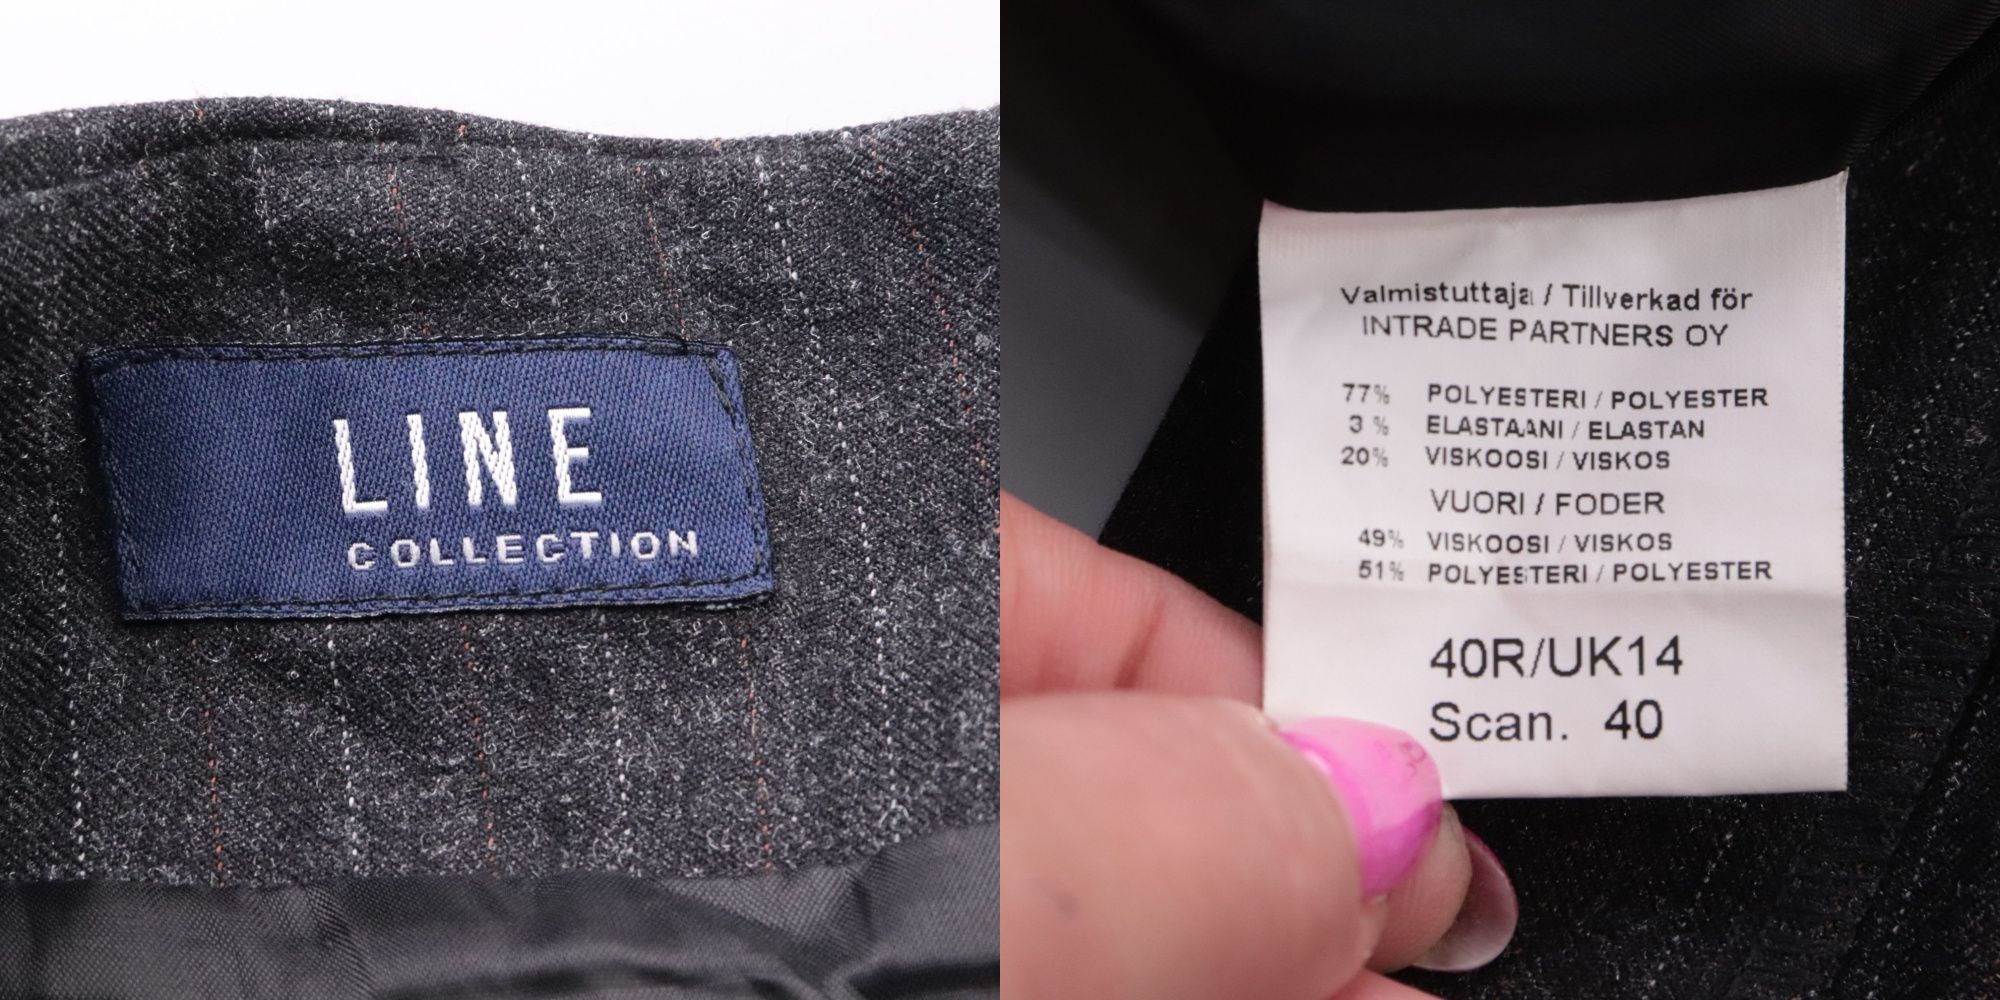 LINE
COLLECTION
Valmistuttaja / Tillverkad för
INTRADE PARTNERS OY
77% POLYESTERI / POLYESTER
3 % ELASTAANI / ELASTAN
20% VISKOOSI / VISKOS
VUORI / FODER
49% VISKOOSI / VISKOS
51% POLYESTERI / POLYESTER
40R/UK14
Scan. 40